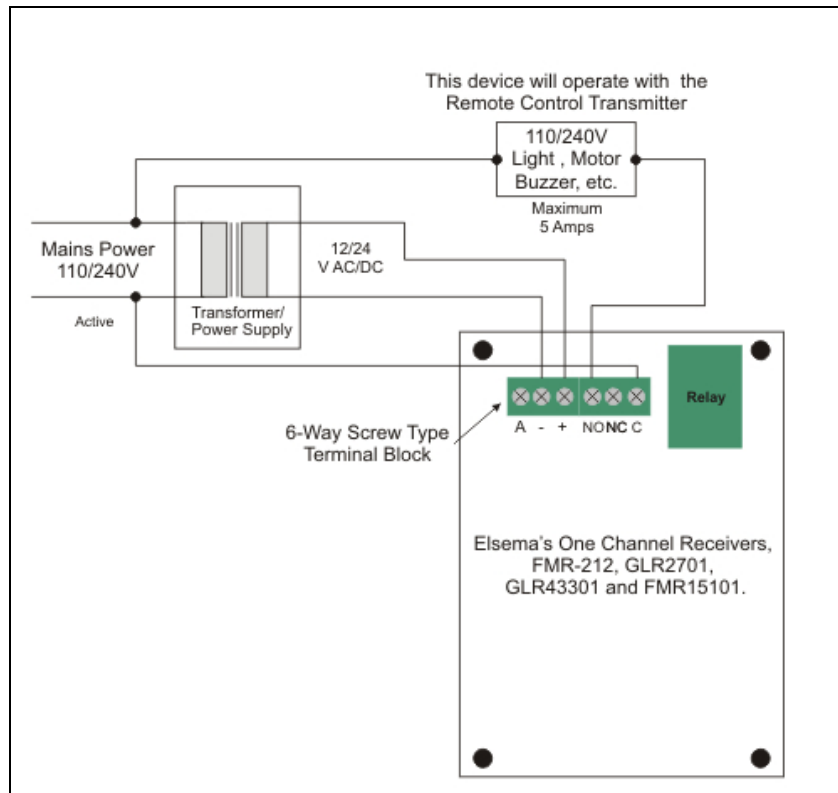 This device will operate with the
Remote Control Transmitter
110/240V
Light , Motor
Buzzer, etc.
Maximum
5 Amps
Mains Power
110/240V
12/24
V AC/DC
Active
Transformer/
Power Supply
6-Way Screw Type
Terminal Block
A - + NO NC C
Relay
Elsema's One Channel Receivers,
FMR-212, GLR2701,
GLR43301 and FMR15101.